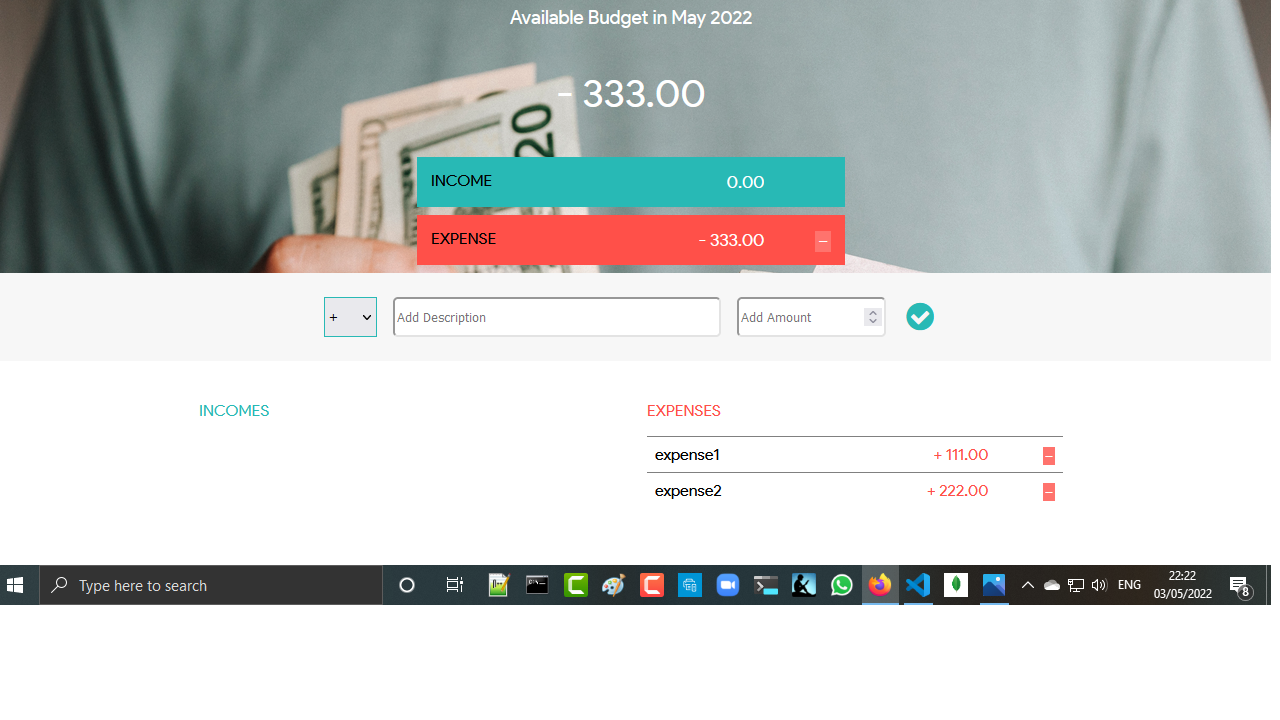 Available Budget in May 2022
- 333.00
20
INCOME 0.00
EXPENSE - 333.00 –
+ Add Description Add Amount
INCOMES
EXPENSES
expense1 + 111.00 –
expense2 + 222.00 –
Type here to search
ENG
22:22
03/05/2022
8